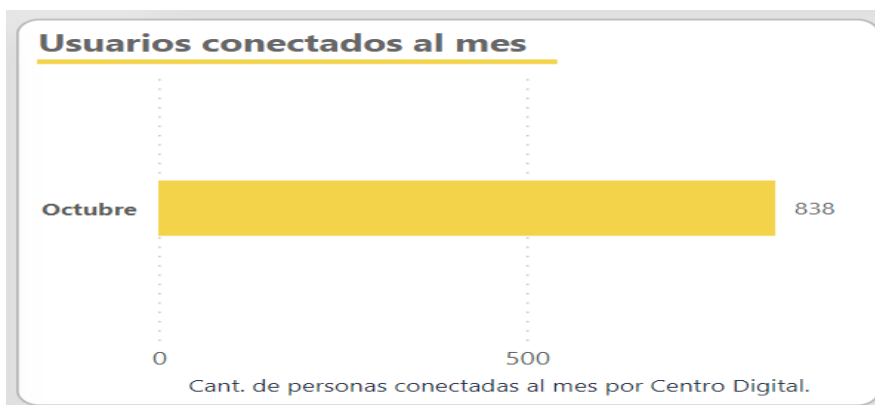 Usuarios conectados al mes
Octubre
838
0
500
Cant. de personas conectadas al mes por Centro Digital.